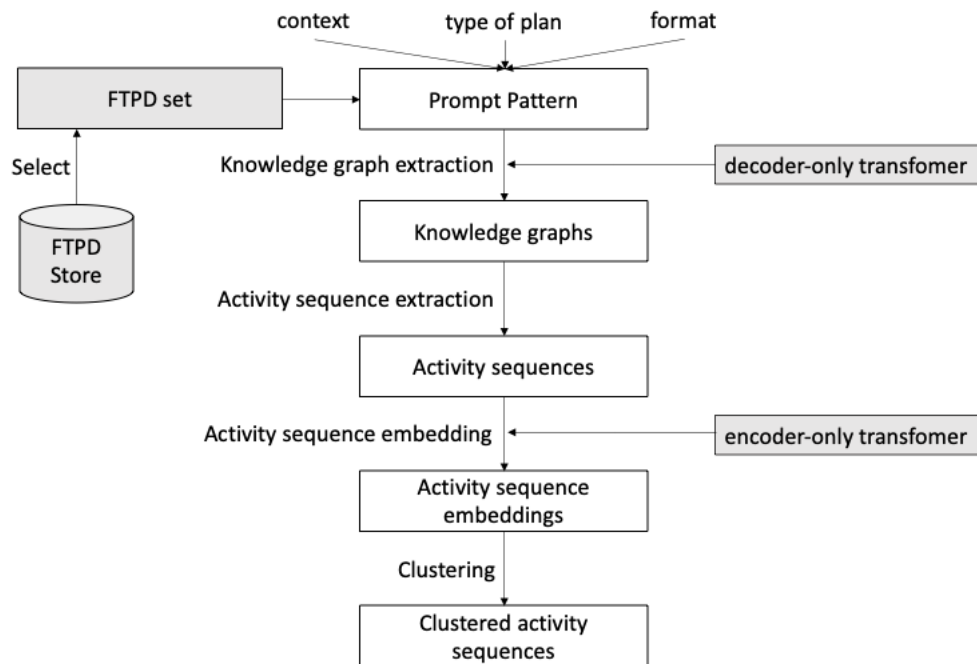 context
type of plan
format
FTPD set
Prompt Pattern
Select
Knowledge graph extraction
decoder-only transfomer
FTPD
Store
Knowledge graphs
Activity sequence extraction
Activity sequences
Activity sequence embedding
encoder-only transfomer
Activity sequence
embeddings
Clustering
Clustered activity
sequences